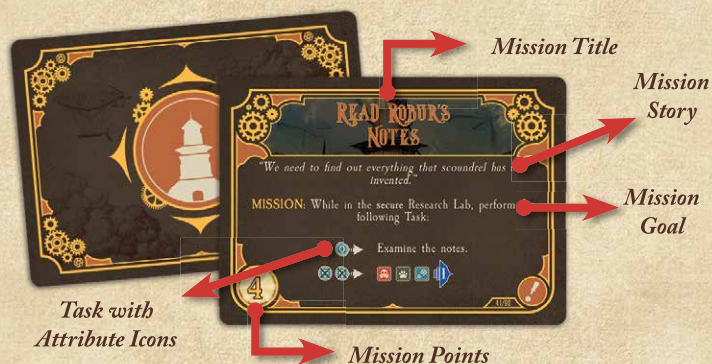 Mission Title
Mission
Story
READ ROBUR'S
NOTES
"We need to find out everything that scoundrel has
invented."
MISSION: While in the secure Research Lab, perform
following Task:
Mission
Goal
Examine the notes.
I
4
41/90
!
Task with
Attribute Icons
Mission Points